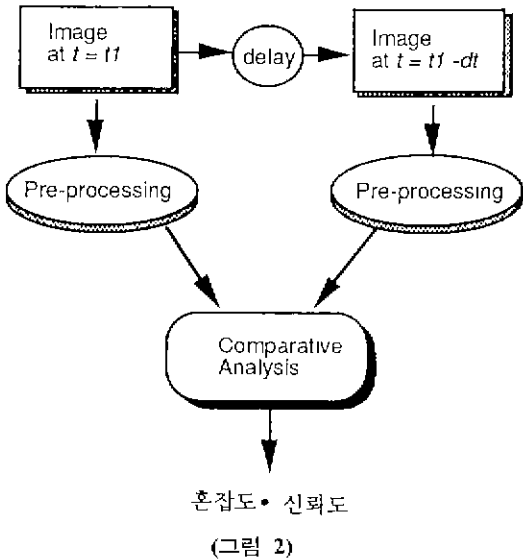 Image
at t = t1
delay
Image
at t = t1 -dt
Pre-processing
Pre-processing
Comparative
Analysis
혼잡도• 신뢰도
(그림 2)